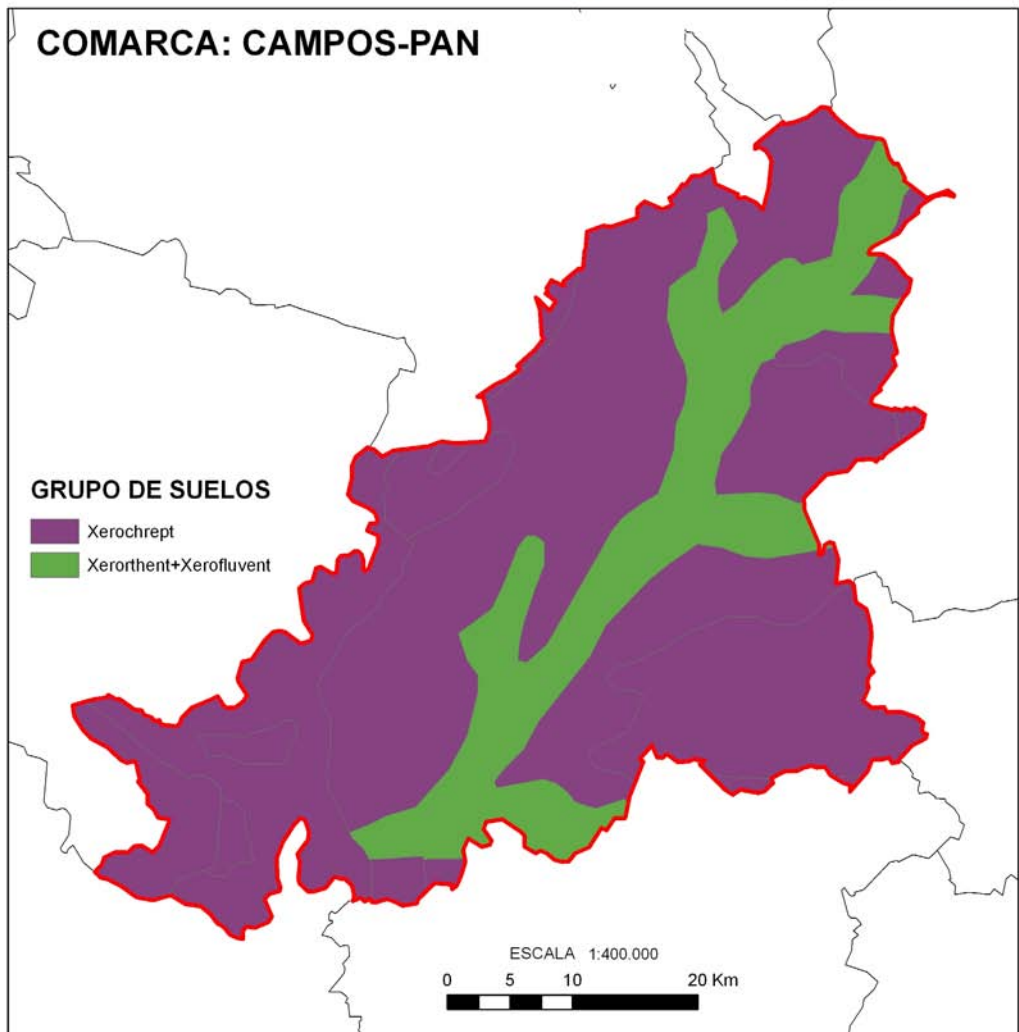 COMARCA: CAMPOS-PAN
GRUPO DE SUELOS
Xerochrept
Xerorthent+Xerofluvent
ESCALA 1:400.000
0 5 10 20 Km